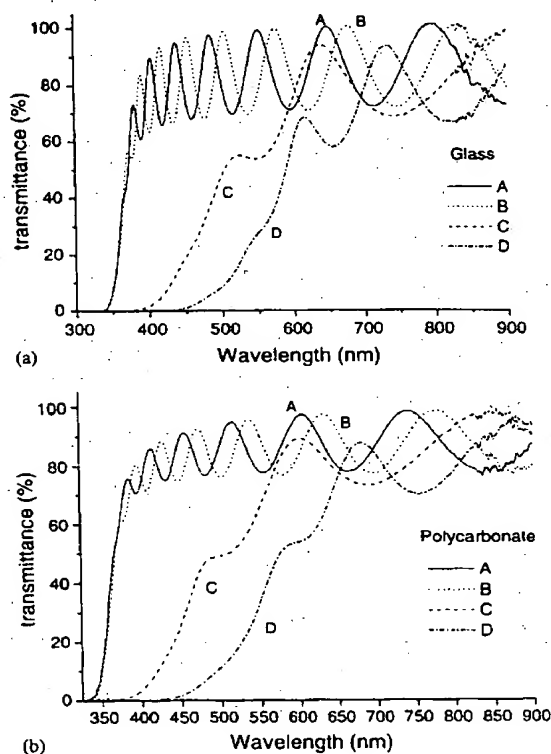 transmittance (%)
100
80
60
40
20
0
A
B
C
D
Glass
A
B
C
D
300
400
500
600
700
800
900
(a)
Wavelength (nm)
transmittance (%)
100
80
60
40
20
0
A
B
C
D
Polycarbonate
A
B
C
D
350
400
450
500
550
600
650
700
750
800
850
900
Wavelength (nm)
(b)